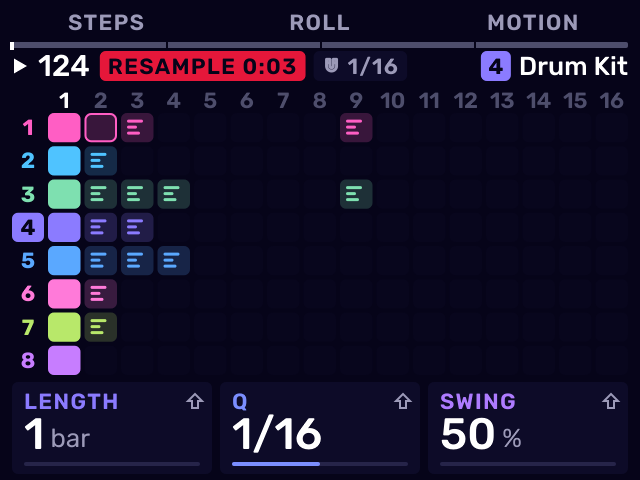 STEPS ROLL MOTION
124 RESAMPLE 0:03 1/16 4 Drum Kit
1 2 3 4 5 6 7 8 9 10 11 12 13 14 15 16
1
2
3
4
5
6
7
8
LENGTH Q SWING
1 bar 1/16 50 %